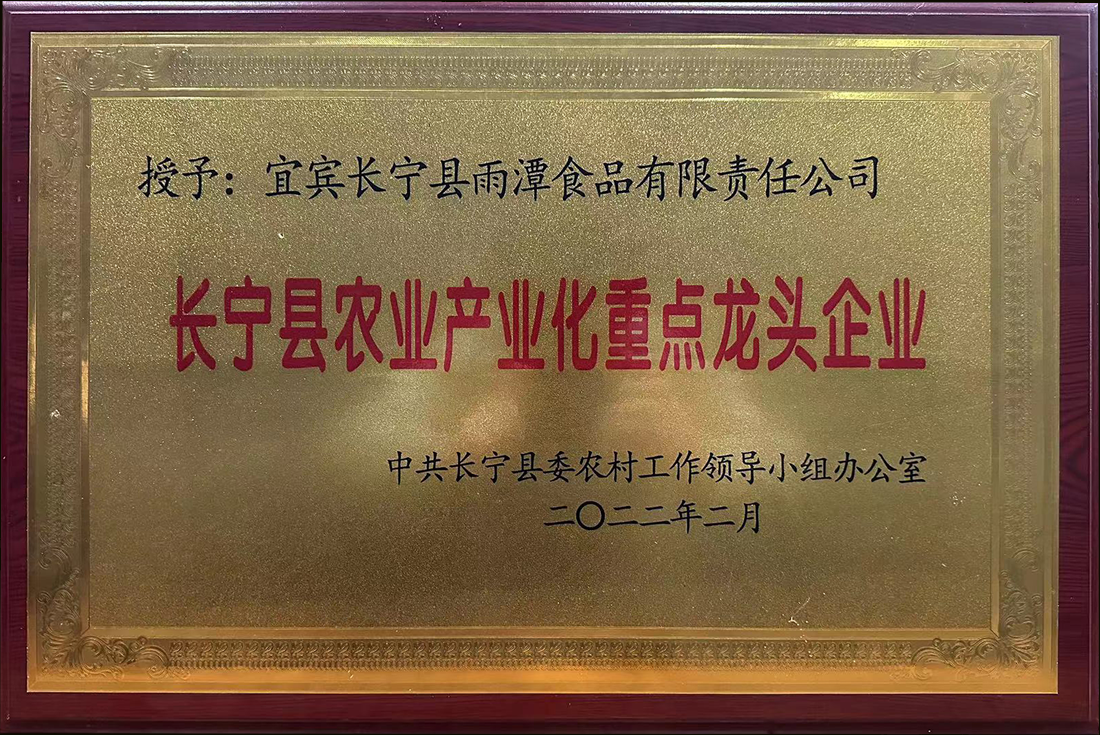 授予：宜宾长宁县雨潭食品有限责任公司
长宁县农业产业化重点龙头企业
中共长宁县委农村工作领导小组办公室
二〇二二年二月